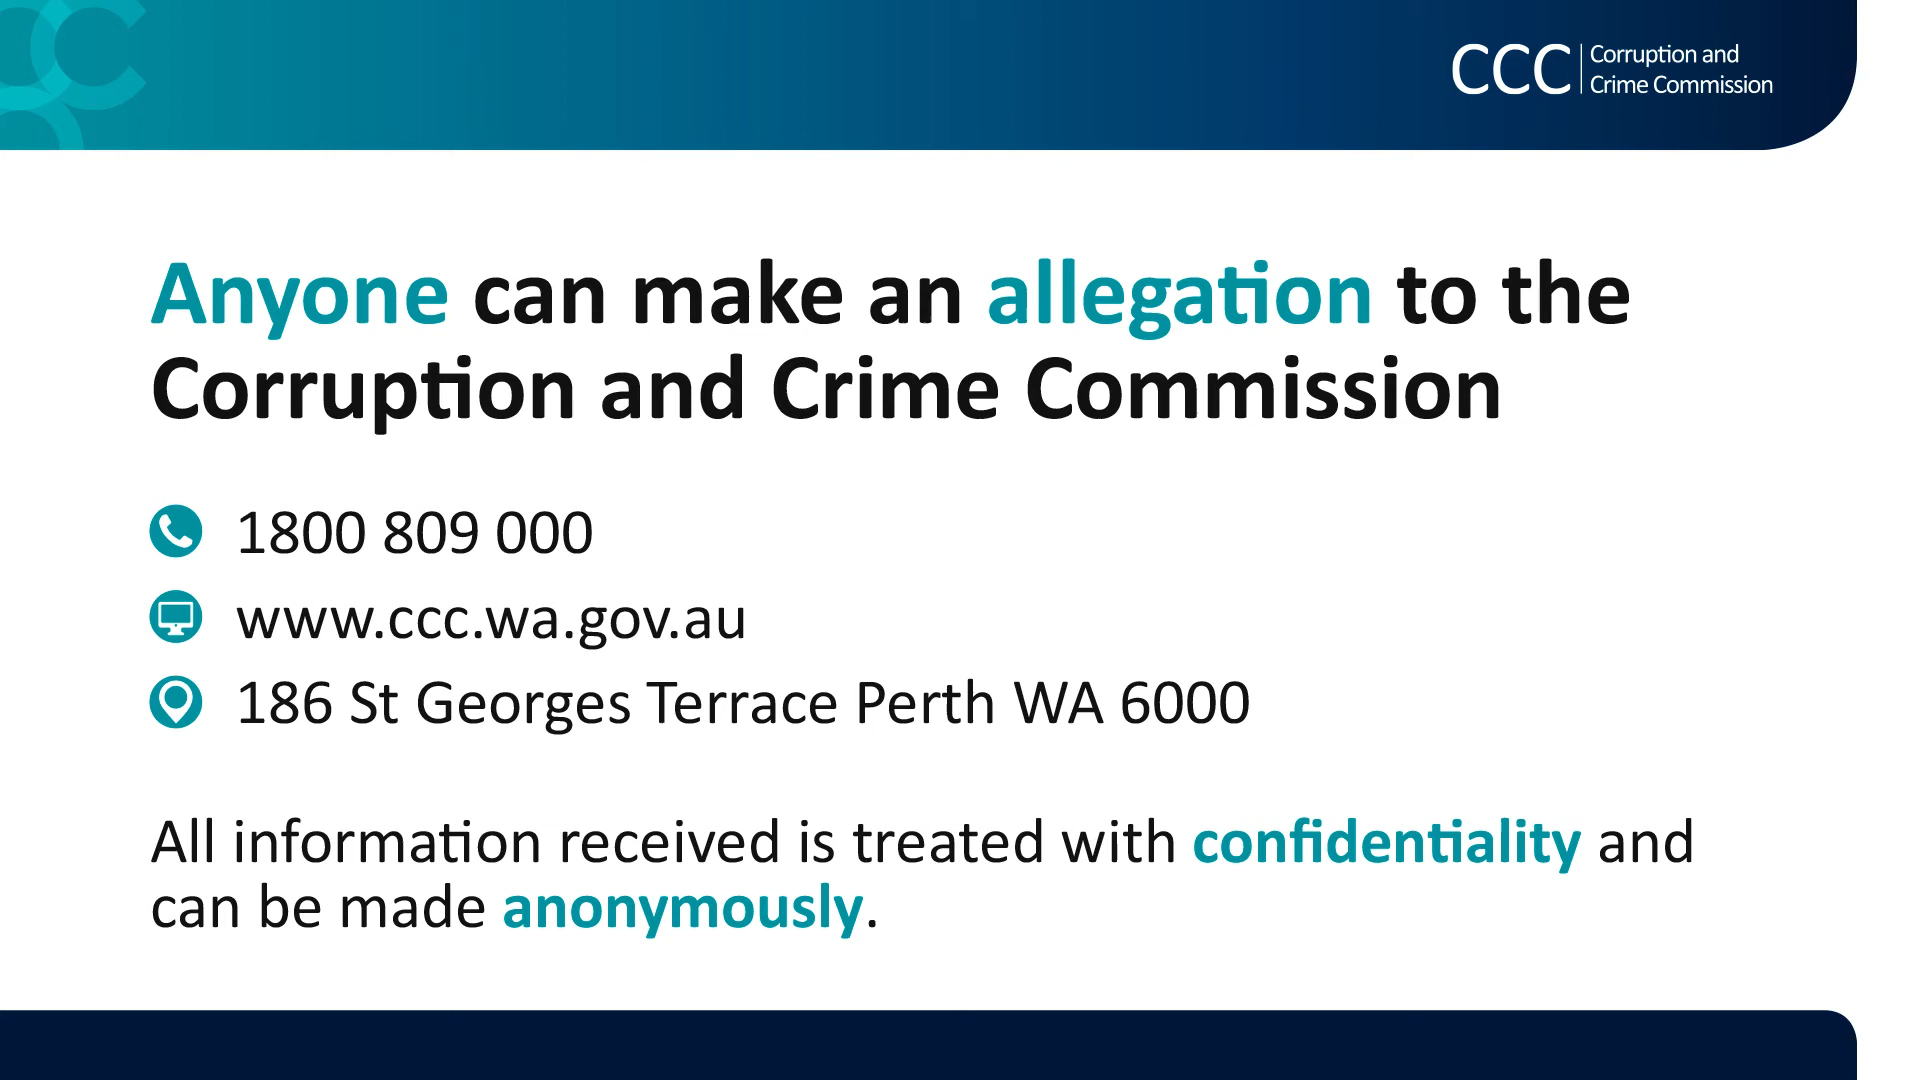 CCC
Corruption and
Crime Commission
Anyone can make an allegation to the
Corruption and Crime Commission
1800 809 000
www.ccc.wa.gov.au
186 St Georges Terrace Perth WA 6000
All information received is treated with confidentiality and
can be made anonymously.